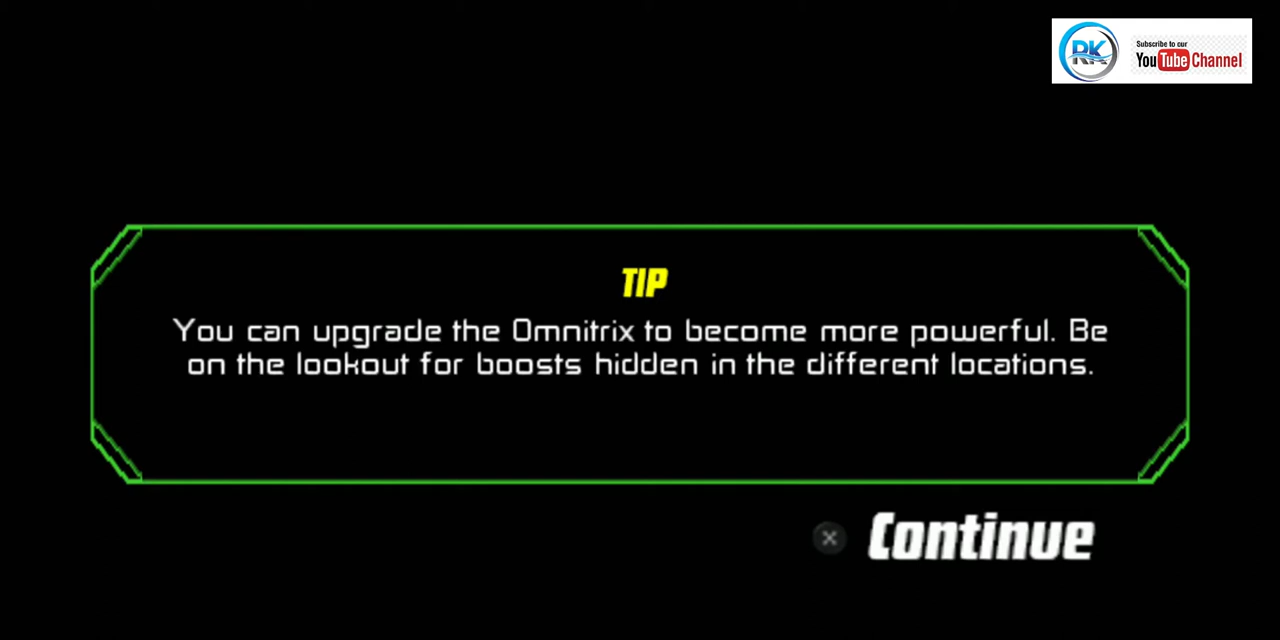 RK
Subscribe to our
YouTube Channel
TIP
You can upgrade the Omnitrix to become more powerful. Be
on the lookout for boosts hidden in the different locations.
Continue